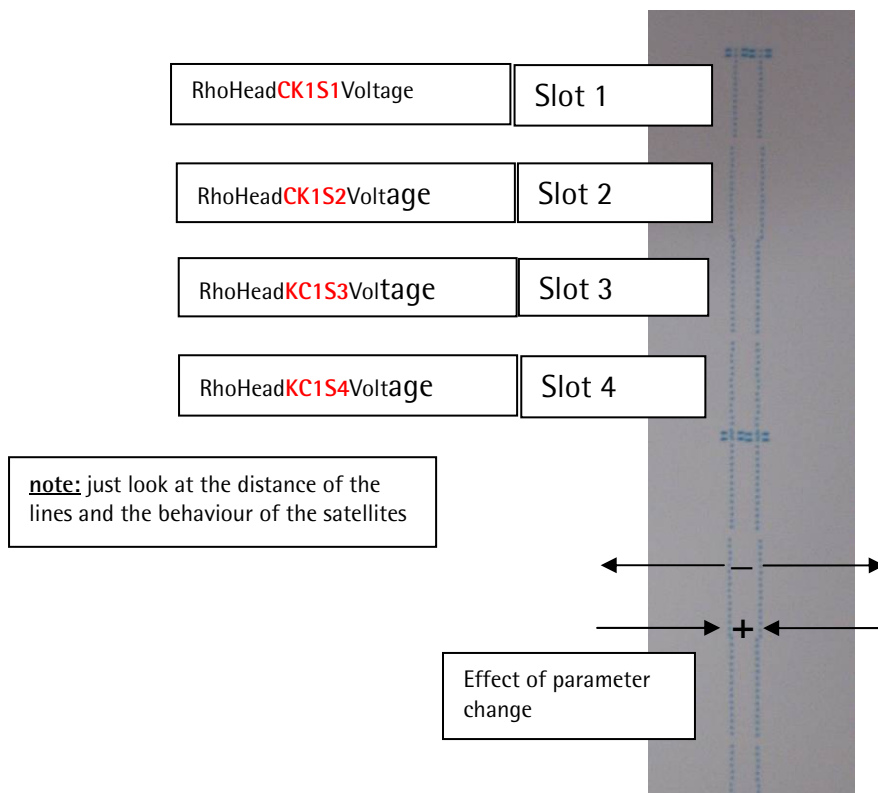 RhoHeadCK1S1Voltage
Slot 1
RhoHeadCK1S2Voltage
Slot 2
RhoHeadKC1S3Voltage
Slot 3
RhoHeadKC1S4Voltage
Slot 4
note: just look at the distance of the
lines and the behaviour of the satellites
−
+
Effect of parameter
change